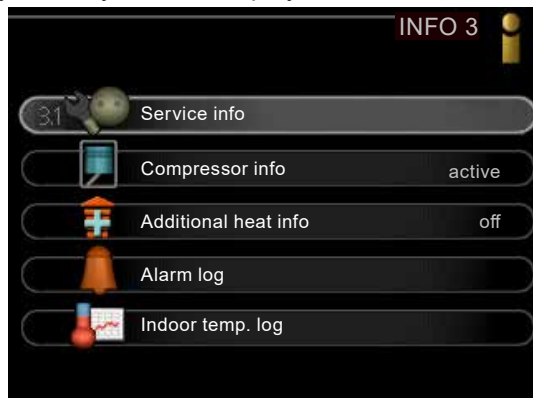 INFO 3
3.1 Service info
Compressor info active
Additional heat info off
Alarm log
Indoor temp. log